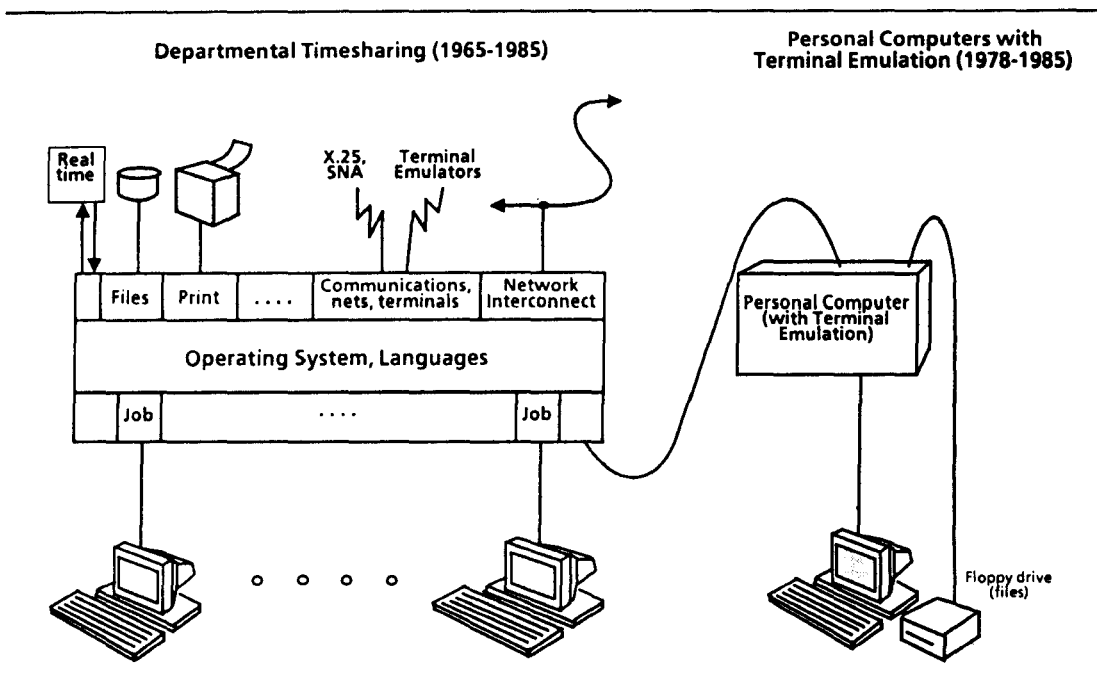 Departmental Timesharing (1965-1985)
Personal Computers with
Terminal Emulation (1978-1985)
Real
time
X.25,
SNA
Terminal
Emulators
Files
Print
....
Communications,
nets, terminals
Network
Interconnect
Operating System, Languages
Job
....
Job
Personal Computer
(with Terminal
Emulation)
Floppy drive
(files)